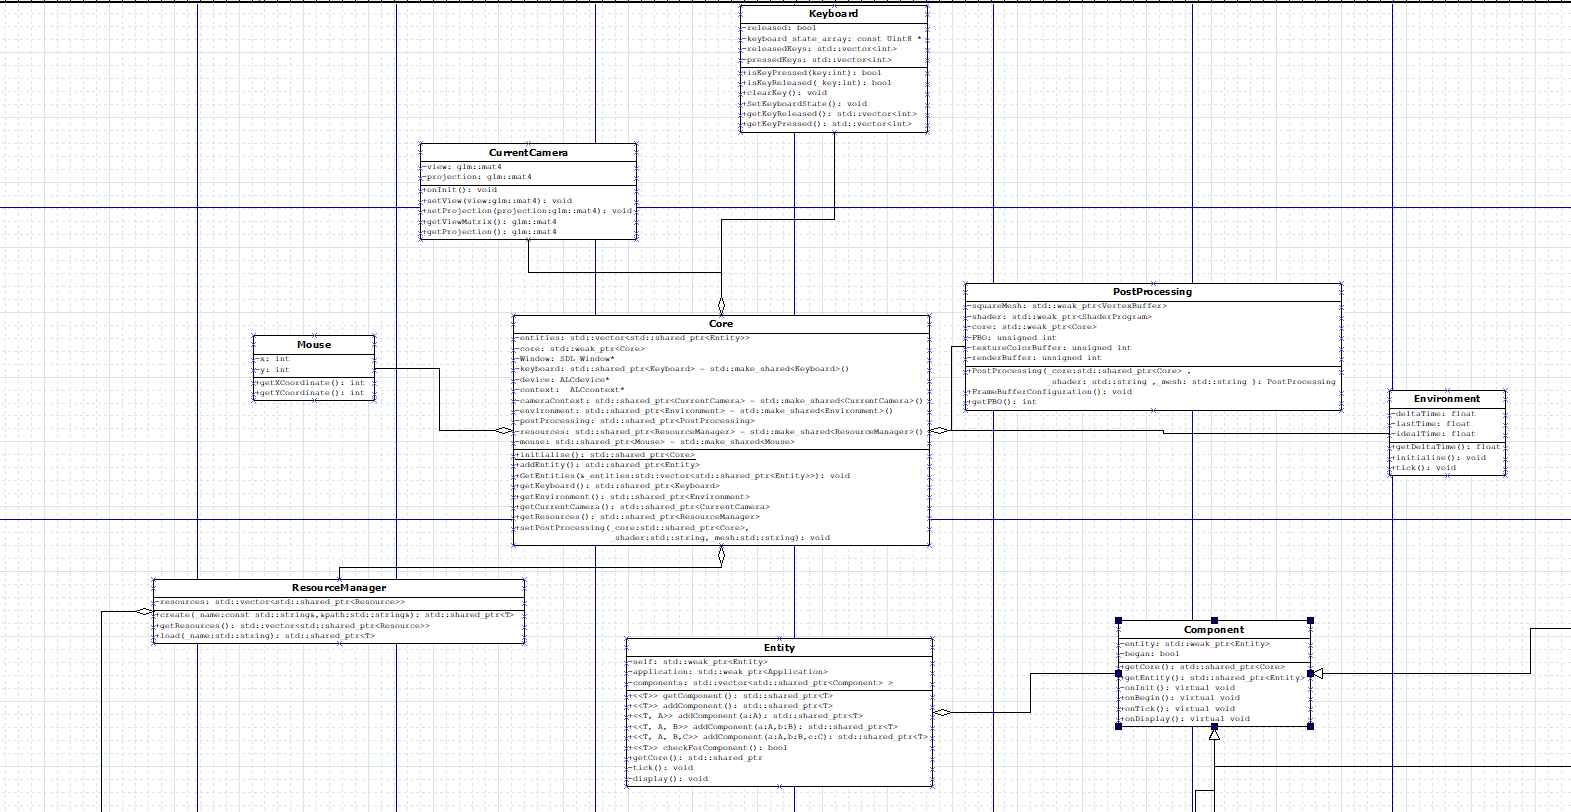 Keyboard
-released: bool
-keyboard_state_array: const Uint8 *
-releasedKeys: std::vector<int>
-pressedKeys: std::vector<int>
+isKeyPressed(key:int): bool
+isKeyReleased(_key:int): bool
+clearKey(): void
+SetKeyboardState(): void
+getKeyReleased(): std::vector<int>
+getKeyPressed(): std::vector<int>
CurrentCamera
-view: glm::mat4
-projection: glm::mat4
+onInit(): void
+setView(view:glm::mat4): void
+setProjection(projection:glm::mat4): void
+getViewMatrix(): glm::mat4
+getProjection(): glm::mat4
Mouse
-x: int
-y: int
+getXCoordinate(): int
+getYCoordinate(): int
Core
-entities: std::vector<std::shared_ptr<Entity>>
-core: std::weak_ptr<Core>
-Window: SDL_Window*
-keyboard: std::shared_ptr<Keyboard> = std::make_shared<Keyboard>()
-device: ALCdevice*
-context:  ALCcontext*
-cameraContext: std::shared_ptr<CurrentCamera> = std::make_shared<CurrentCamera>()
-environment: std::shared_ptr<Environment> = std::make_shared<Environment>()
-postProcessing: std::shared_ptr<PostProcessing>
-resources: std::shared_ptr<ResourceManager> = std::make_shared<ResourceManager>()
-mouse: std::shared_ptr<Mouse> = std::make_shared<Mouse>
+initialise(): std::shared_ptr<Core>
+addEntity(): std::shared_ptr<Entity>
+GetEntities(&_entities:std::vector<std::shared_ptr<Entity>>): void
+getKeyboard(): std::shared_ptr<Keyboard>
+getEnvironment(): std::shared_ptr<Environment>
+getCurrentCamera(): std::shared_ptr<CurrentCamera>
+getResources(): std::shared_ptr<ResourceManager>
+setPostProcessing(_core:std::shared_ptr<Core>,
_shader:std::string,_mesh:std::string): void
PostProcessing
-squareMesh: std::weak_ptr<VertexBuffer>
-shader: std::weak_ptr<ShaderProgram>
-core: std::weak_ptr<Core>
-FBO: unsigned int
-textureColorBuffer: unsigned int
-renderBuffer: unsigned int
+PostProcessing(_core:std::shared_ptr<Core> ,
shader: std::string ,_mesh: std::string ): PostProcessing
+FrameBufferConfiguration(): void
+getFBO(): int
Environment
-deltaTime: float
-lastTime: float
-idealTime: float
+getDeltaTime(): float
+initialise(): void
+tick(): void
ResourceManager
-resources: std::vector<std::shared_ptr<Resource>>
+create(_name:const std::string&,&path:std::string&): std::shared_ptr<T>
+getResources(): std::vector<std::shared_ptr<Resource>>
+load(_name:std::string): std::shared_ptr<T>
Entity
-self: std::weak_ptr<Entity>
-application: std::weak_ptr<Application>
-components: std::vector<std::shared_ptr<Component> >
+<<T>> getComponent(): std::shared_ptr<T>
+<<T>> addComponent(): std::shared_ptr<T>
+<<T, A>> addComponent(a:A): std::shared_ptr<T>
+<<T, A, B>> addComponent(a:A,b:B): std::shared_ptr<T>
+<<T, A, B,C>> addComponent(a:A,b:B,c:C): std::shared_ptr<T>
+<<T>> checkForComponent(): bool
+getCore(): std::shared_ptr
-tick(): void
-display(): void
Component
-entity: std::weak_ptr<Entity>
-began: bool
+getCore(): std::shared_ptr<Core>
+getEntity(): std::shared_ptr<Entity>
-onInit(): virtual void
+onBegin(): virtual void
+onTick(): virtual void
+onDisplay(): virtual void